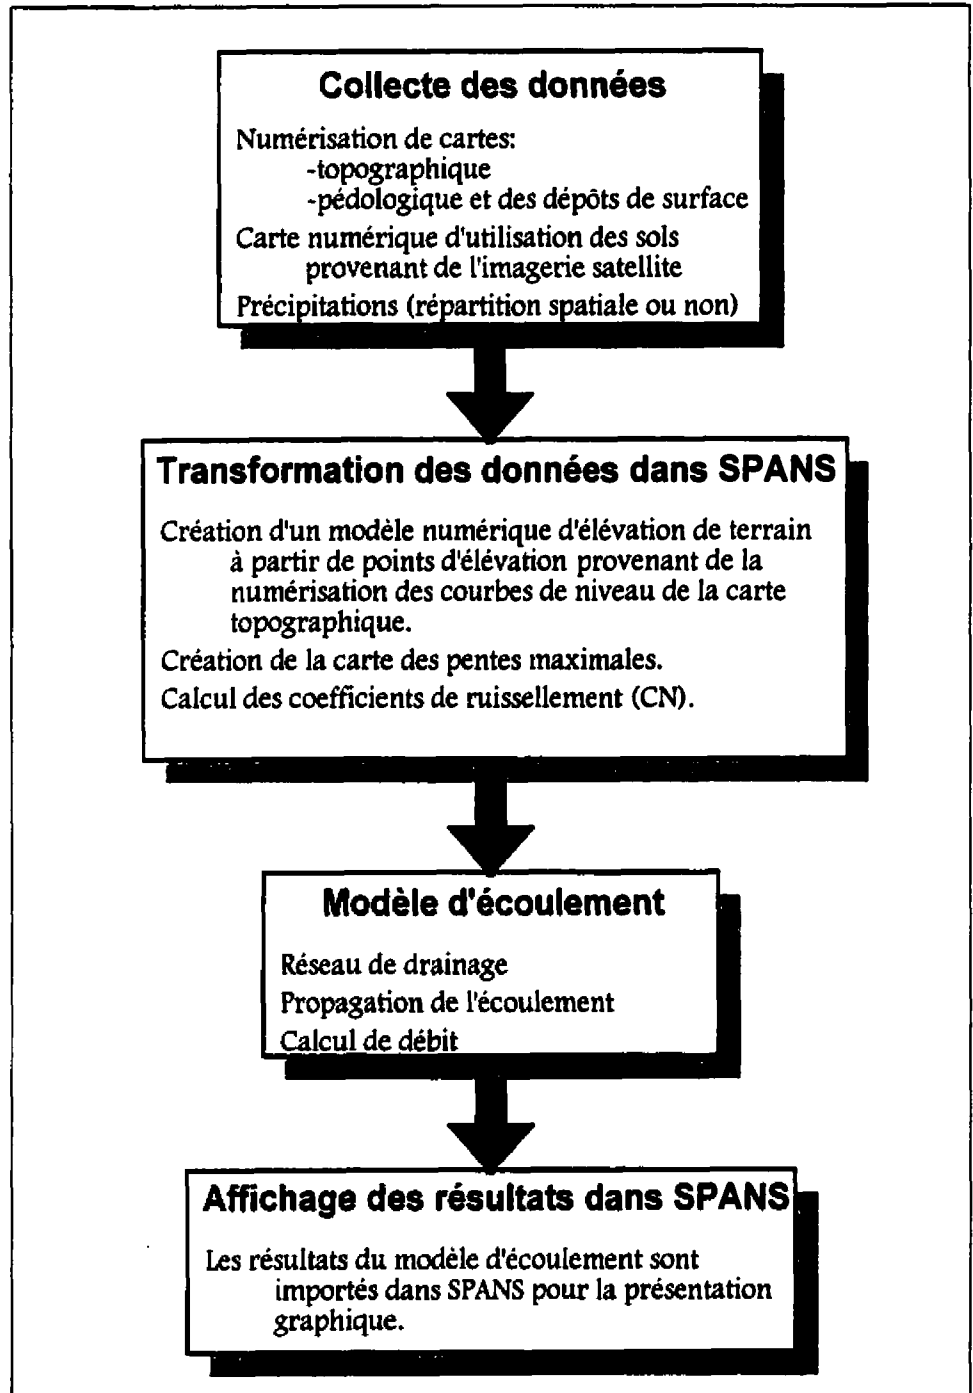 Collecte des données
Numérisation de cartes:
-topographique
-pédologique et des dépôts de surface
Carte numérique d'utilisation des sols
provenant de l'imagerie satellite
Précipitations (répartition spatiale ou non)
Transformation des données dans SPANS
Création d'un modèle numérique d'élévation de terrain
à partir de points d'élévation provenant de la
numérisation des courbes de niveau de la carte
topographique.
Création de la carte des pentes maximales.
Calcul des coefficients de ruissellement (CN).
Modèle d'écoulement
Réseau de drainage
Propagation de l'écoulement
Calcul de débit
Affichage des résultats dans SPANS
Les résultats du modèle d'écoulement sont
importés dans SPANS pour la présentation
graphique.